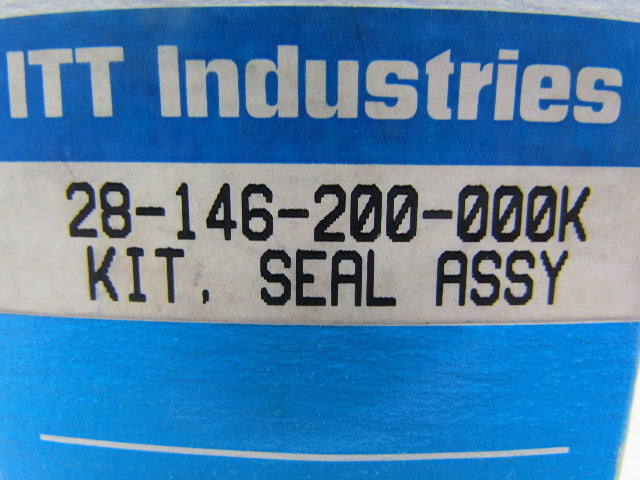 ITT Industries
28-146-200-000K
KIT, SEAL ASSY